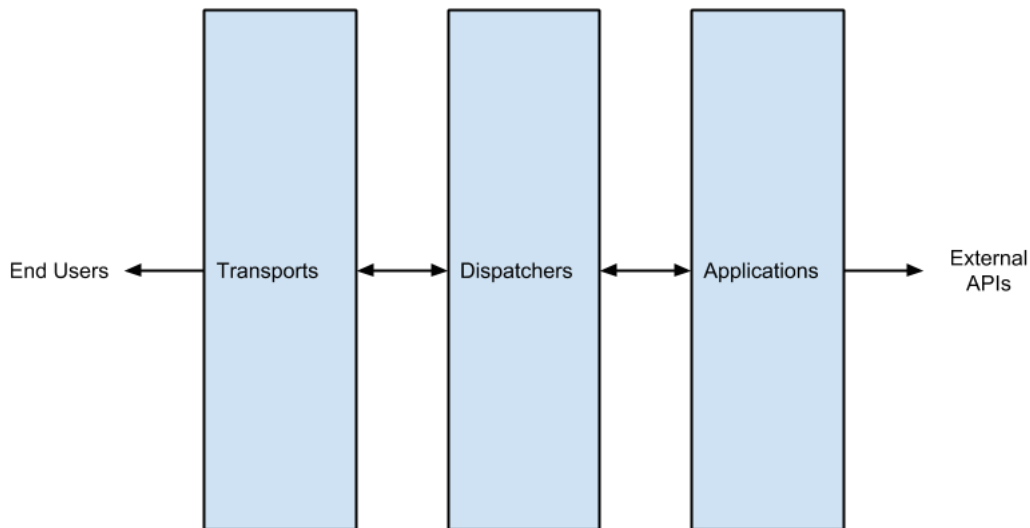 End Users
Transports
Dispatchers
Applications
External
APIs